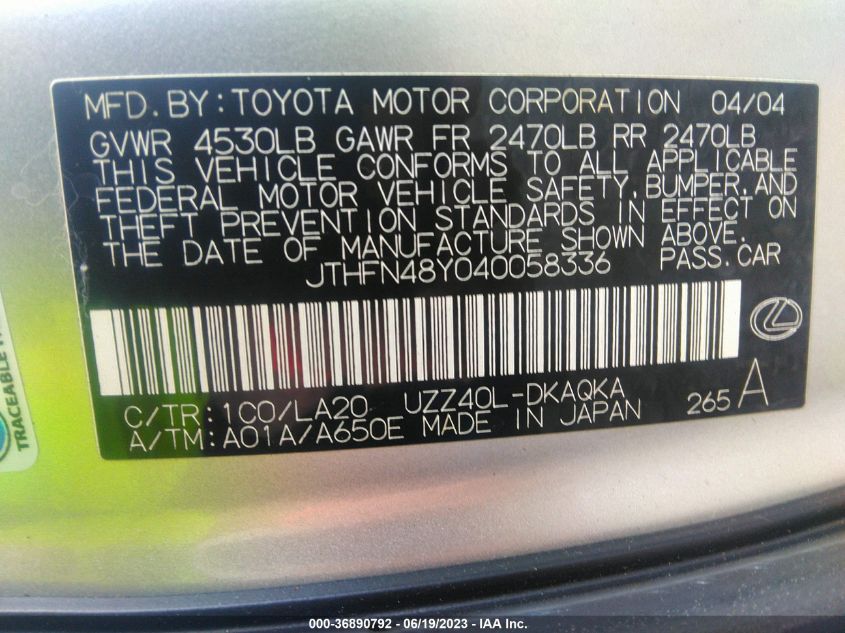 MFD. BY: TOYOTA MOTOR CORPORATION 04/04
GVWR 4530LB GAWR FR 2470LB RR 2470LB
THIS VEHICLE CONFORMS TO ALL APPLICABLE
FEDERAL MOTOR VEHICLE SAFETY, BUMPER, AND
THEFT PREVENTION STANDARDS IN EFFECT ON
THE DATE OF MANUFACTURE SHOWN ABOVE.
JTHFN48Y040058336 PASS. CAR
C/TR: 1C0/LA20 UZZ40L-DKAQKA
A/TM: A01A/A650E MADE IN JAPAN 265 A
TRACEABLE
000-36890792 - 06/19/2023 - IAA Inc.